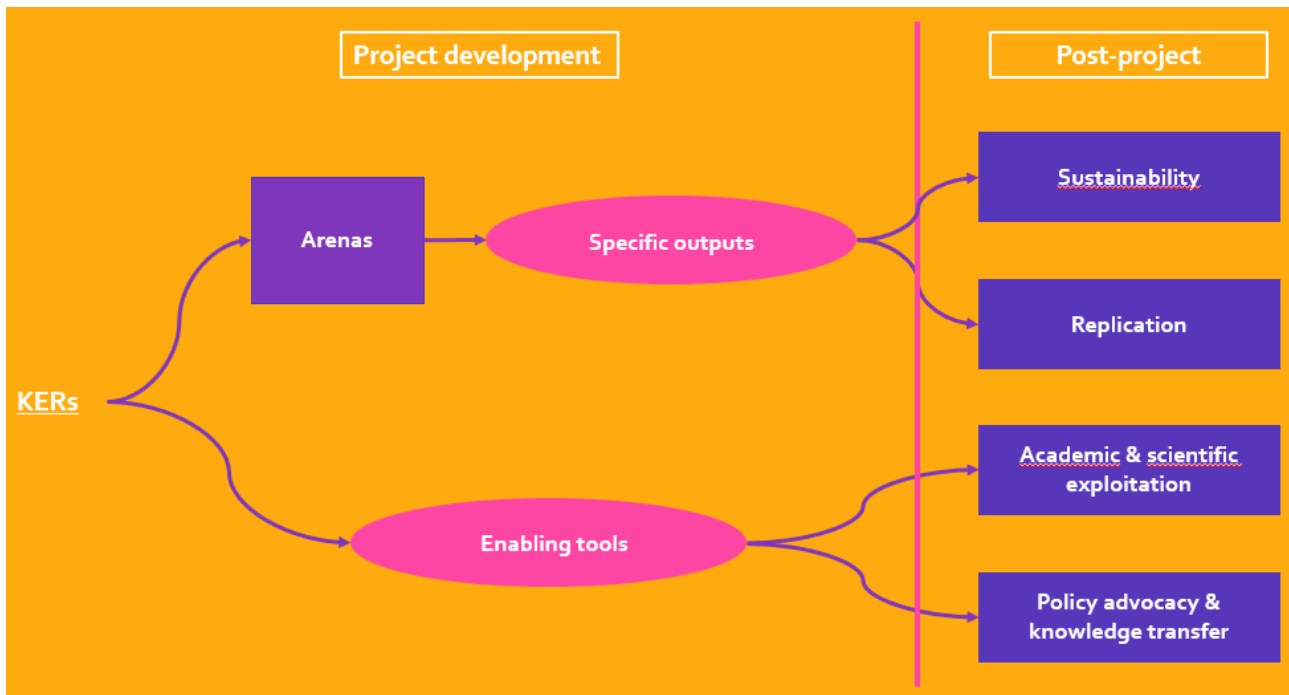 Project development
Post-project
Sustainability
Arenas
Specific outputs
Replication
KERs
Academic & scientific
exploitation
Enabling tools
Policy advocacy &
knowledge transfer